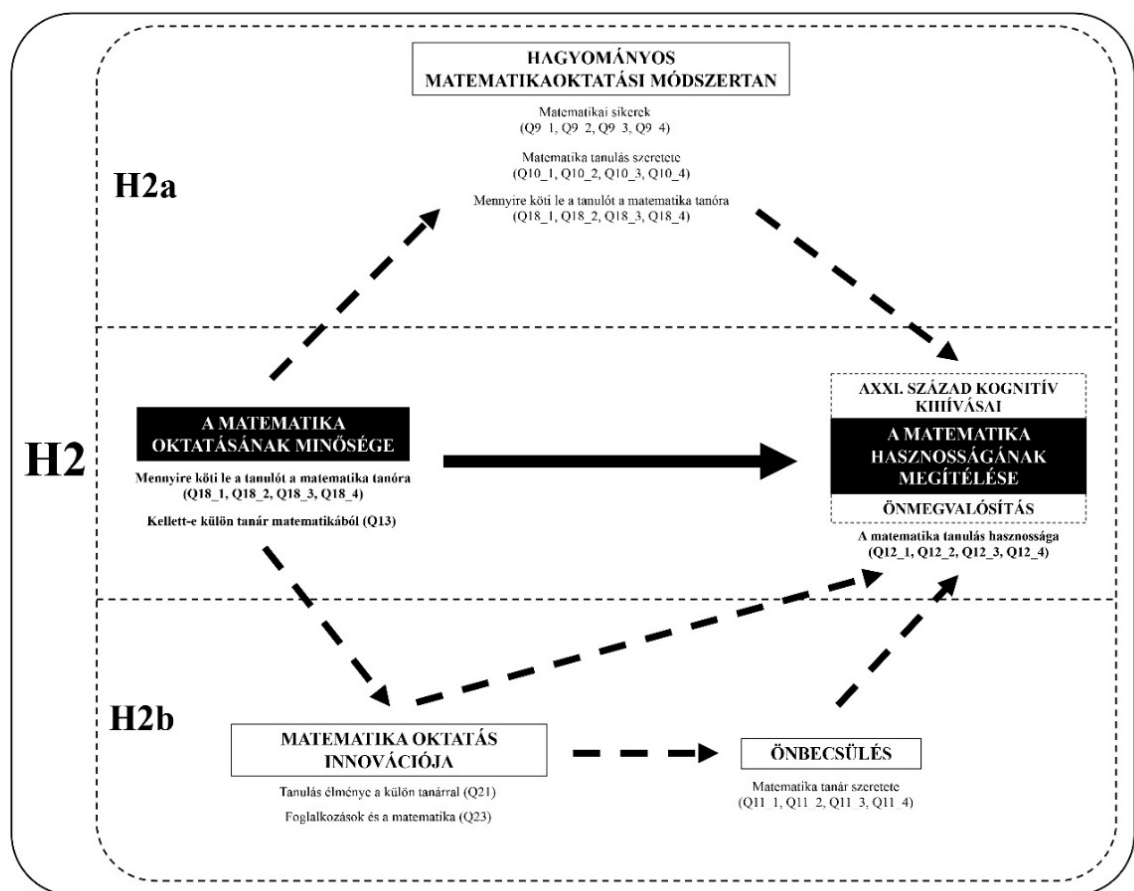 HAGYOMÁNYOS
MATEMATIKAOKTATÁSI MÓDSZERTAN
Matematikai sikerek
(Q9_1, Q9_2, Q9_3, Q9_4)
Matematika tanulás szeretete
(Q10_1, Q10_2, Q10_3, Q10_4)
Mennyire köti le a tanulót a matematika tanóra
(Q18_1, Q18_2, Q18_3, Q18_4)
H2a
H2
A MATEMATIKA
OKTATÁSÁNAK MINŐSÉGE
Mennyire köti le a tanulót a matematika tanóra
(Q18_1, Q18_2, Q18_3, Q18_4)
Kellett-e külön tanár matematikából (Q13)
AXXI. SZÁZAD KOGNITÍV
KIHÍVÁSAI
A MATEMATIKA
HASZNOSSÁGÁNAK
MEGÍTÉLÉSE
ÖNMEGVALÓSÍTÁS
A matematika tanulás hasznossága
(Q12_1, Q12_2, Q12_3, Q12_4)
H2b
MATEMATIKA OKTATÁS
INNOVÁCIÓJA
Tanulás élménye a külön tanárral (Q21)
Foglalkozások és a matematika (Q23)
ÖNBECSÜLÉS
Matematika tanár szeretete
(Q11_1, Q11_2, Q11_3, Q11_4)